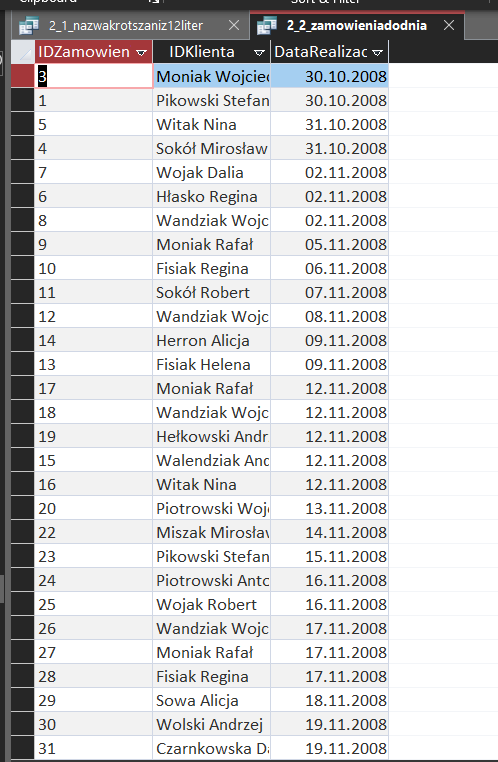 2_1_nazwakrotszaniz12liter 2_2_zamowieniadodnia
IDZamowien IDKlienta DataRealizac
3 Moniak Wojciec 30.10.2008
1 Pikowski Stefan 30.10.2008
5 Witak Nina 31.10.2008
4 Sokół Mirosław 31.10.2008
7 Wojak Dalia 02.11.2008
6 Hłasko Regina 02.11.2008
8 Wandziak Wojc 02.11.2008
9 Moniak Rafał 05.11.2008
10 Fisiak Regina 06.11.2008
11 Sokół Robert 07.11.2008
12 Wandziak Wojc 08.11.2008
14 Herron Alicja 09.11.2008
13 Fisiak Helena 09.11.2008
17 Moniak Rafał 12.11.2008
18 Wandziak Wojc 12.11.2008
19 Hełkowski Andr 12.11.2008
15 Walendziak And 12.11.2008
16 Witak Nina 12.11.2008
20 Piotrowski Woj 13.11.2008
22 Miszak Mirosła 14.11.2008
23 Pikowski Stefan 15.11.2008
24 Piotrowski Anto 16.11.2008
25 Wojak Robert 16.11.2008
26 Wandziak Wojc 17.11.2008
27 Moniak Rafał 17.11.2008
28 Fisiak Regina 17.11.2008
29 Sowa Alicja 18.11.2008
30 Wolski Andrzej 19.11.2008
31 Czarnkowska Da 19.11.2008